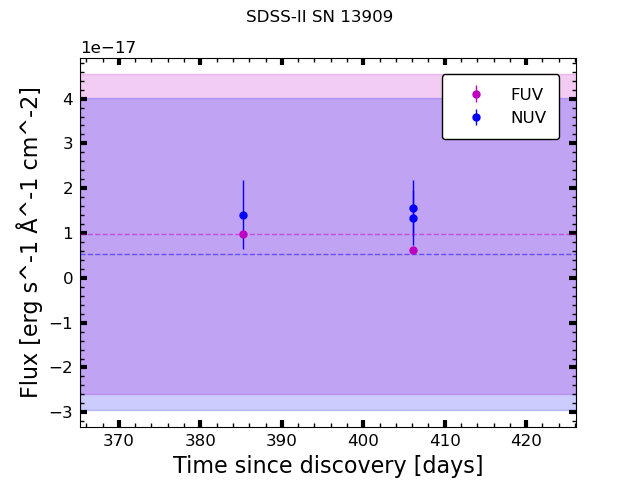 SDSS-II SN 13909
1e−17
FUV
NUV
4
3
2
1
0
−1
−2
−3
Flux [erg s^-1 Å^-1 cm^-2]
370 380 390 400 410 420
Time since discovery [days]